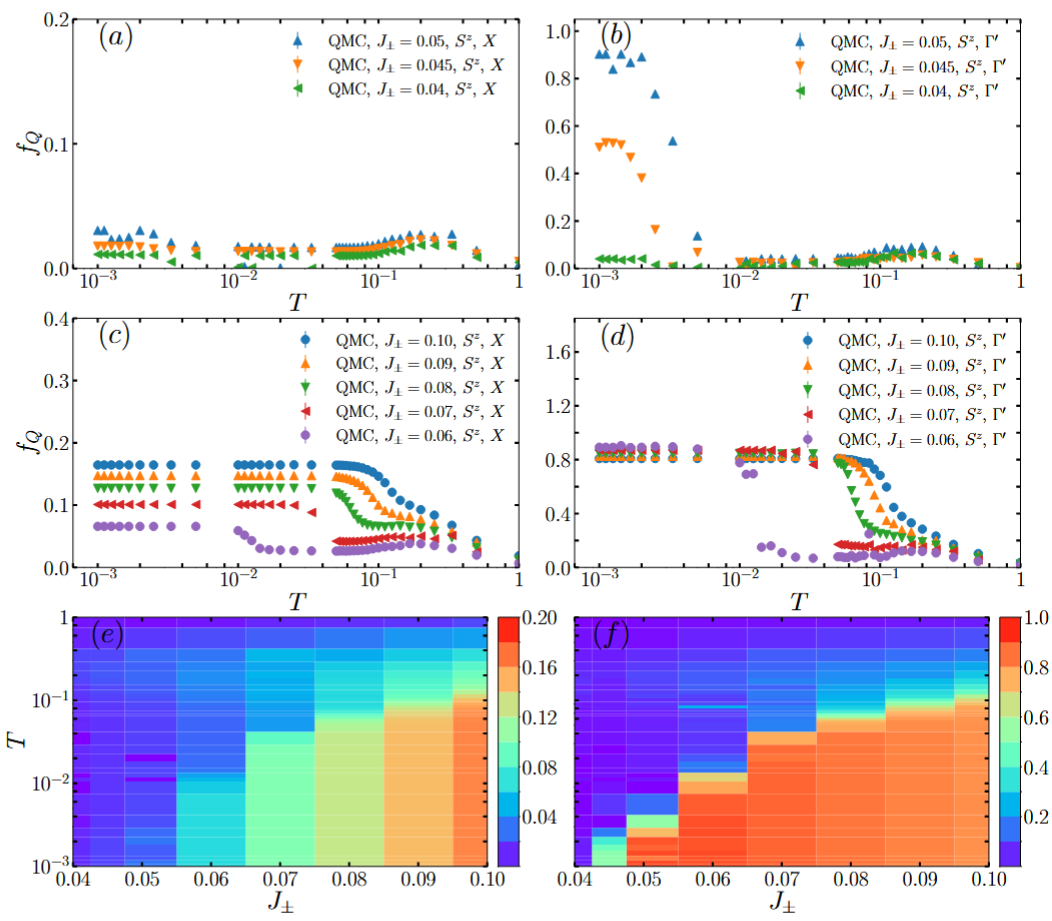 (a)
QMC, J± = 0.05, S^z, X
QMC, J± = 0.045, S^z, X
QMC, J± = 0.04, S^z, X
0.2
0.1
0.0
f_Q
10^−3
10^−2
10^−1
1
T
(b)
QMC, J± = 0.05, S^z, Γ′
QMC, J± = 0.045, S^z, Γ′
QMC, J± = 0.04, S^z, Γ′
1.0
0.8
0.6
0.4
0.2
0.0
10^−3
10^−2
10^−1
1
T
(c)
QMC, J± = 0.10, S^z, X
QMC, J± = 0.09, S^z, X
QMC, J± = 0.08, S^z, X
QMC, J± = 0.07, S^z, X
QMC, J± = 0.06, S^z, X
0.4
0.3
0.2
0.1
0.0
f_Q
10^−3
10^−2
10^−1
1
T
(d)
QMC, J± = 0.10, S^z, Γ′
QMC, J± = 0.09, S^z, Γ′
QMC, J± = 0.08, S^z, Γ′
QMC, J± = 0.07, S^z, Γ′
QMC, J± = 0.06, S^z, Γ′
1.6
1.2
0.8
0.4
0.0
10^−3
10^−2
10^−1
1
T
(e)
1
10^−1
10^−2
10^−3
T
0.04
0.05
0.06
0.07
0.08
0.09
0.10
J±
0.20
0.16
0.12
0.08
0.04
(f)
0.04
0.05
0.06
0.07
0.08
0.09
0.10
J±
1.0
0.8
0.6
0.4
0.2